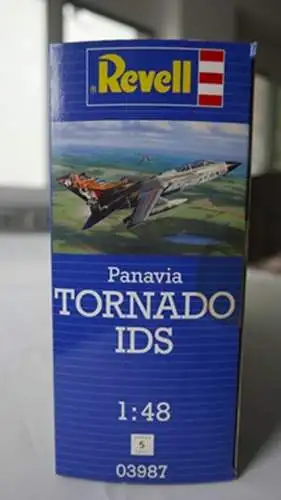 ® Revell
Panavia
TORNADO
IDS
1:48
5
03987